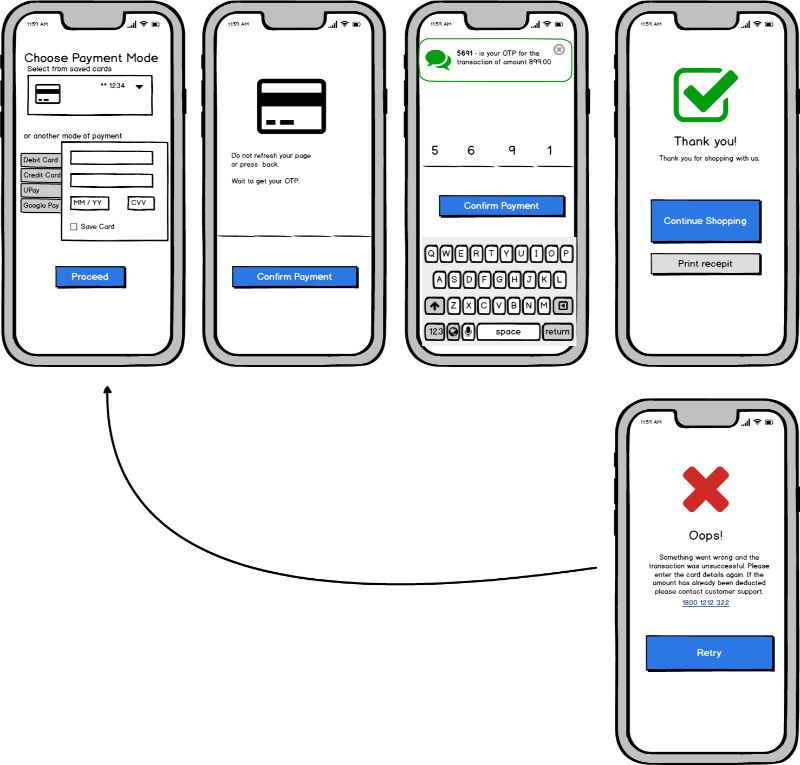 11:59 AM
Choose Payment Mode
Select from saved cards
** 1234
or another mode of payment
Debit Card
Credit Card
UPay
Google Pay
MM / YY
CVV
Save Card
Proceed
11:59 AM
Do not refresh your page
or press back.
Wait to get your OTP.
Confirm Payment
11:59 AM
5691 - is your OTP for the
transaction of amount 899.00
5 6 9 1
Confirm Payment
Q W E R T Y U I O P
A S D F G H J K L
Z X C V B N M
123 space return
11:59 AM
Thank you!
Thank you for shopping with us.
Continue Shopping
Print recepit
11:59 AM
Oops!
Something went wrong and the
transaction was unsuccessful. Please
enter the card details again. If the
amount has already been deducted
please contact customer support.
1800 1212 322
Retry